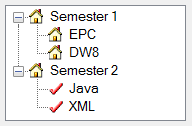 Semester 1
EPC
DW8
Semester 2
Java
XML